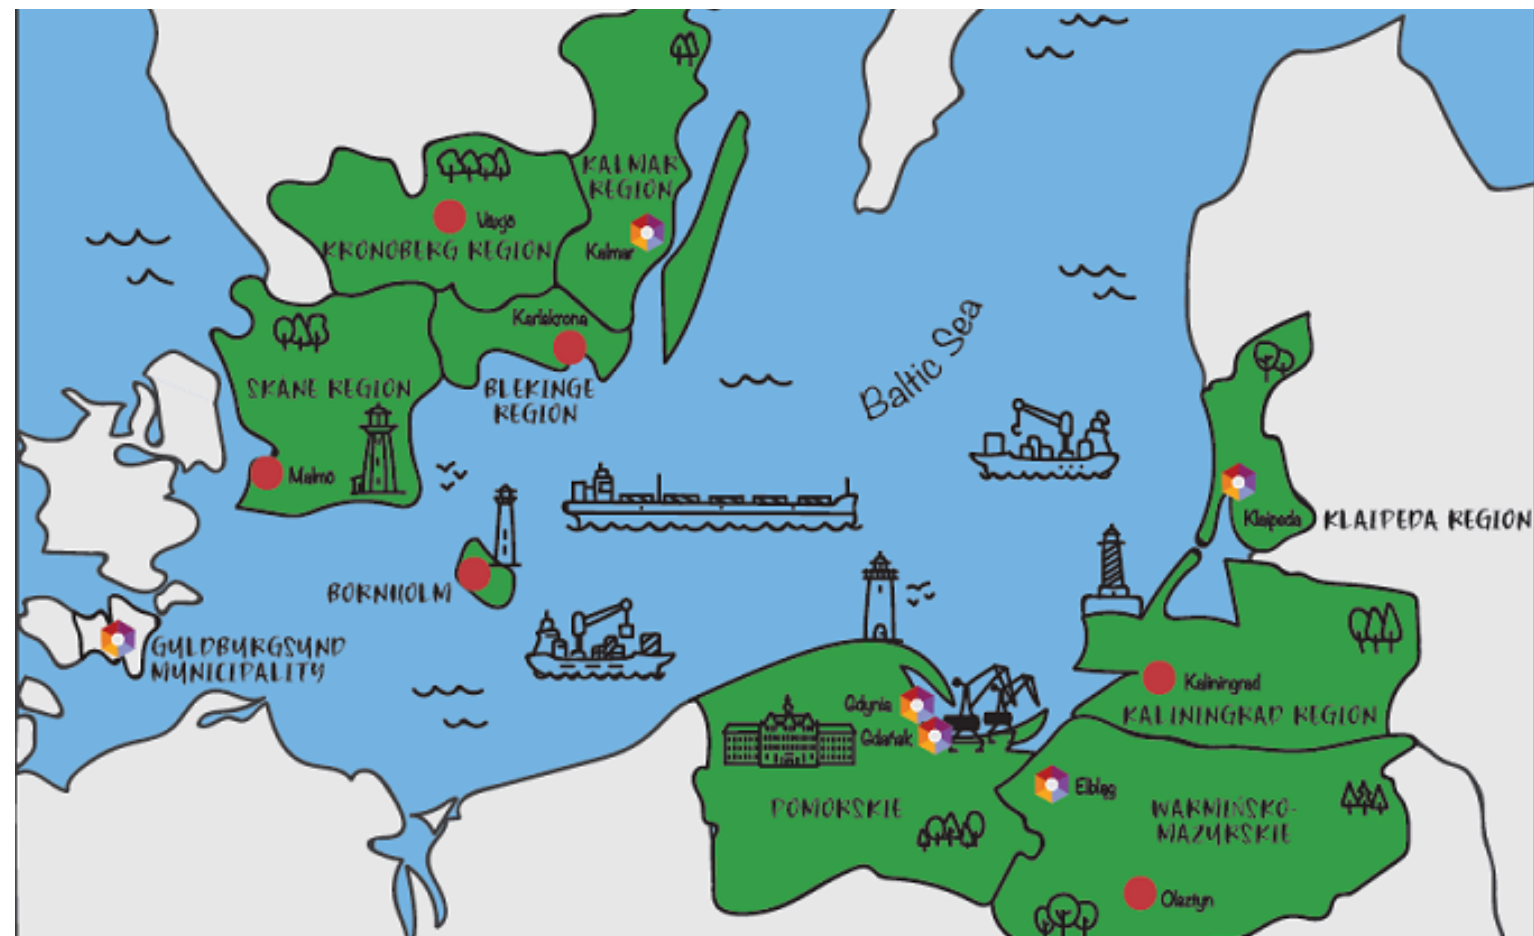 KALMAR
REGION
Växjö
KRONOBERG REGION
Kalmar
Karlskrona
Baltic Sea
SKÅNE REGION
BLEKINGE
REGION
Malmö
Klaipeda
KLAIPEDA REGION
BORNHOLM
GULDBURGSUND
MUNICIPALITY
Kaliningrad
Gdynia
KALININGRAD REGION
Gdańsk
Elbląg
POMORSKIE
WARMIŃSKO-
MAZURSKIE
Olsztyn